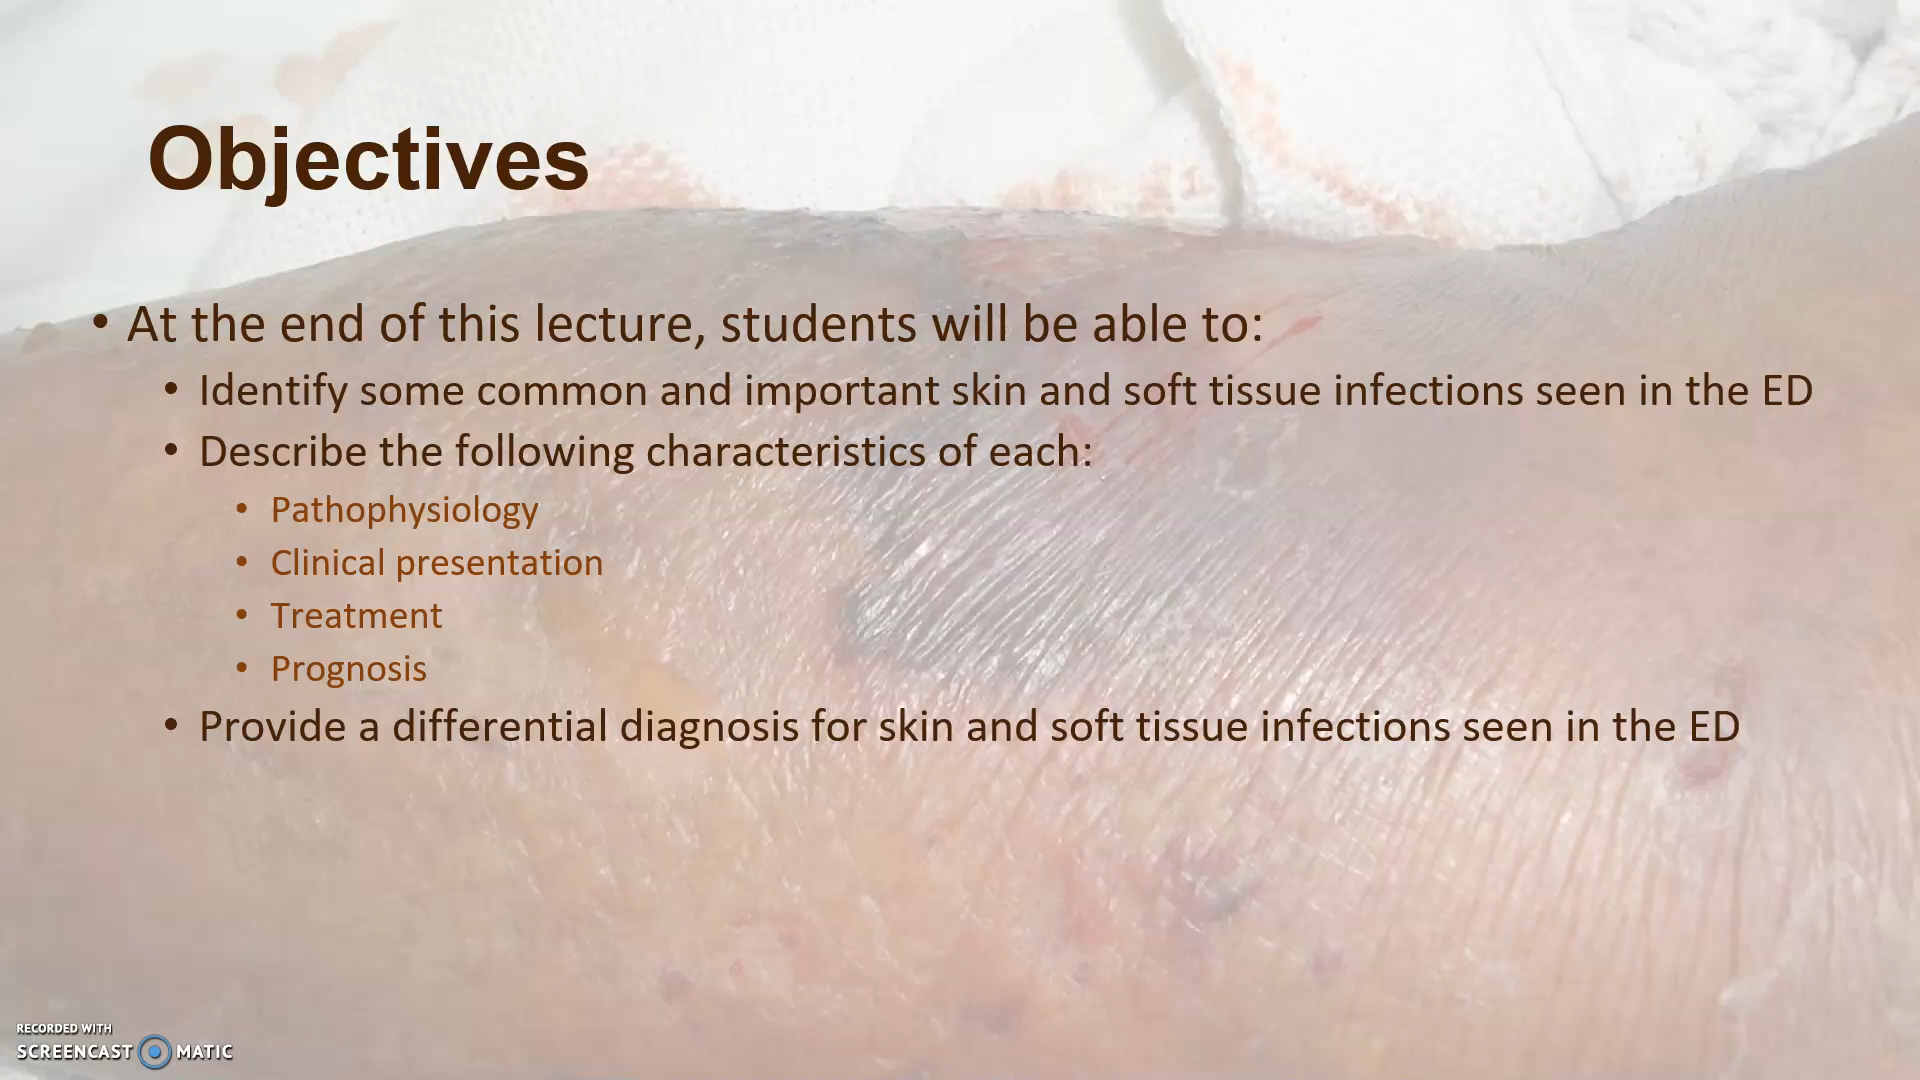 Objectives
• At the end of this lecture, students will be able to:
• Identify some common and important skin and soft tissue infections seen in the ED
• Describe the following characteristics of each:
• Pathophysiology
• Clinical presentation
• Treatment
• Prognosis
• Provide a differential diagnosis for skin and soft tissue infections seen in the ED
RECORDED WITH
SCREENCAST MATIC